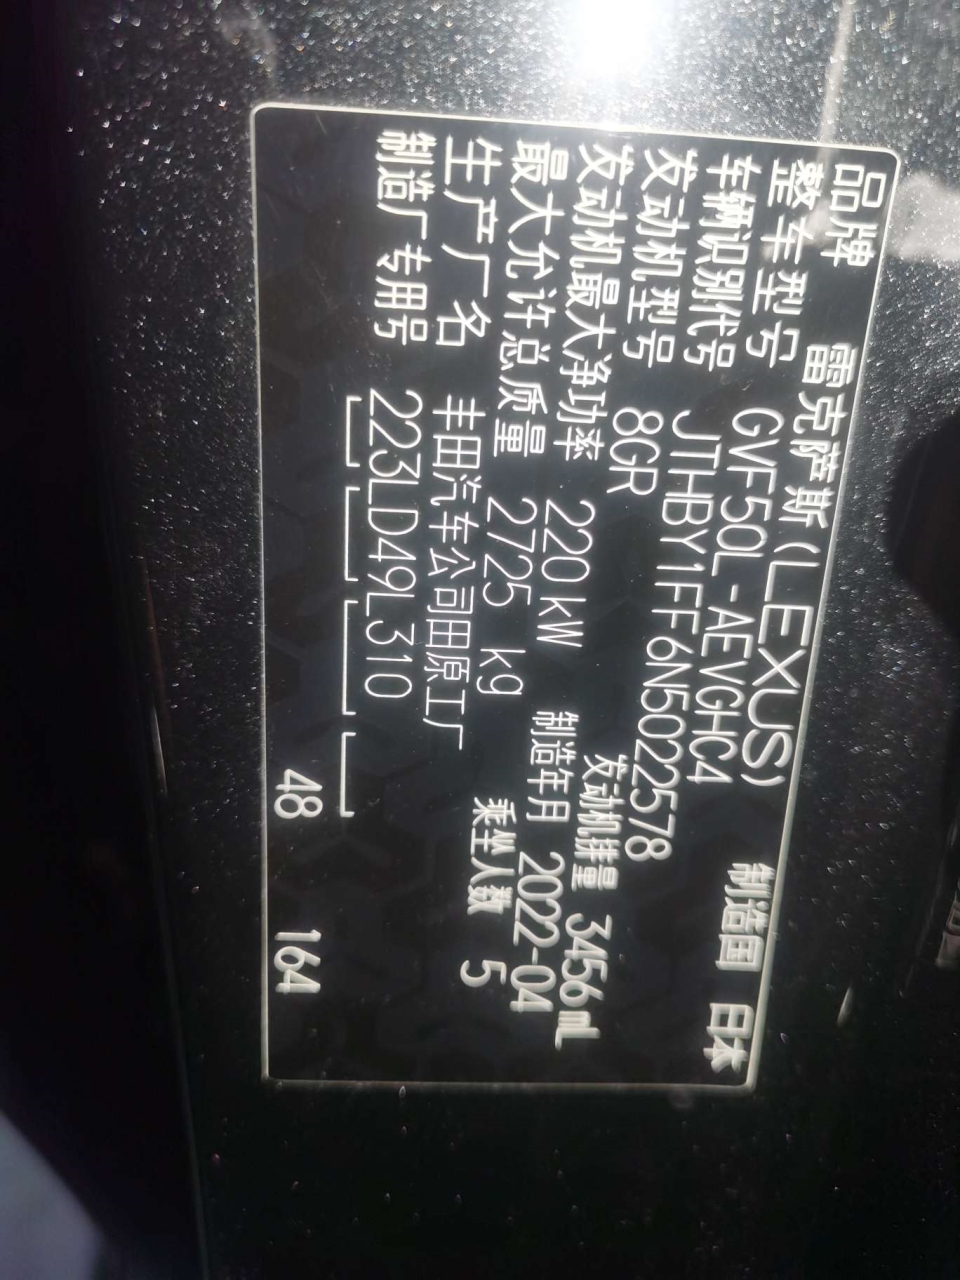 品牌 雷克萨斯(LEXUS) 制造国 日本
整车型号 GVF50L-AEVGHC4
车辆识别代号 JTHBY1FF6N5022578
发动机型号 8GR 发动机排量 3456mL
发动机最大净功率 220kW 制造年月 2022-04
最大允许总质量 2725 kg 乘坐人数 5
生产厂名 丰田汽车公司田原工厂
制造厂专用号 223LD49L310
48 164